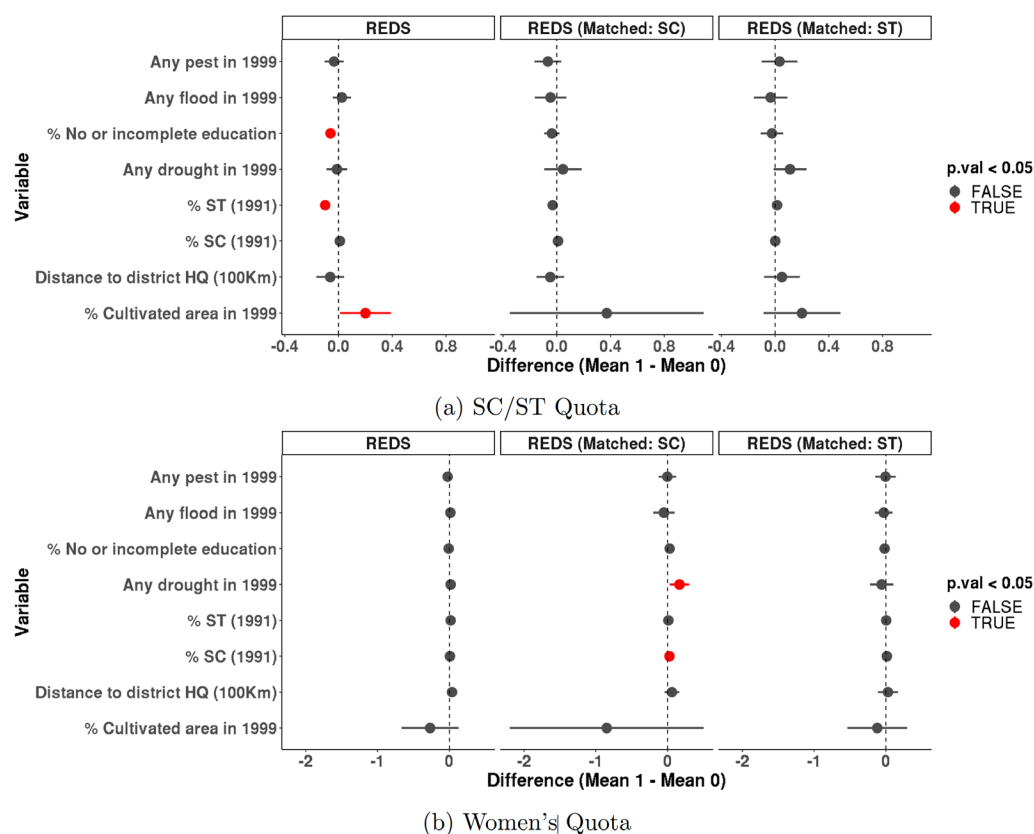 REDS REDS (Matched: SC) REDS (Matched: ST)
Variable
Any pest in 1999
Any flood in 1999
% No or incomplete education
Any drought in 1999
% ST (1991)
% SC (1991)
Distance to district HQ (100Km)
% Cultivated area in 1999
p.val < 0.05
FALSE
TRUE
-0.4 0.0 0.4 0.8 -0.4 0.0 0.4 0.8 -0.4 0.0 0.4 0.8
Difference (Mean 1 - Mean 0)
(a) SC/ST Quota
REDS REDS (Matched: SC) REDS (Matched: ST)
Variable
Any pest in 1999
Any flood in 1999
% No or incomplete education
Any drought in 1999
% ST (1991)
% SC (1991)
Distance to district HQ (100Km)
% Cultivated area in 1999
p.val < 0.05
FALSE
TRUE
-2 -1 0 -2 -1 0 -2 -1 0
Difference (Mean 1 - Mean 0)
(b) Women's Quota